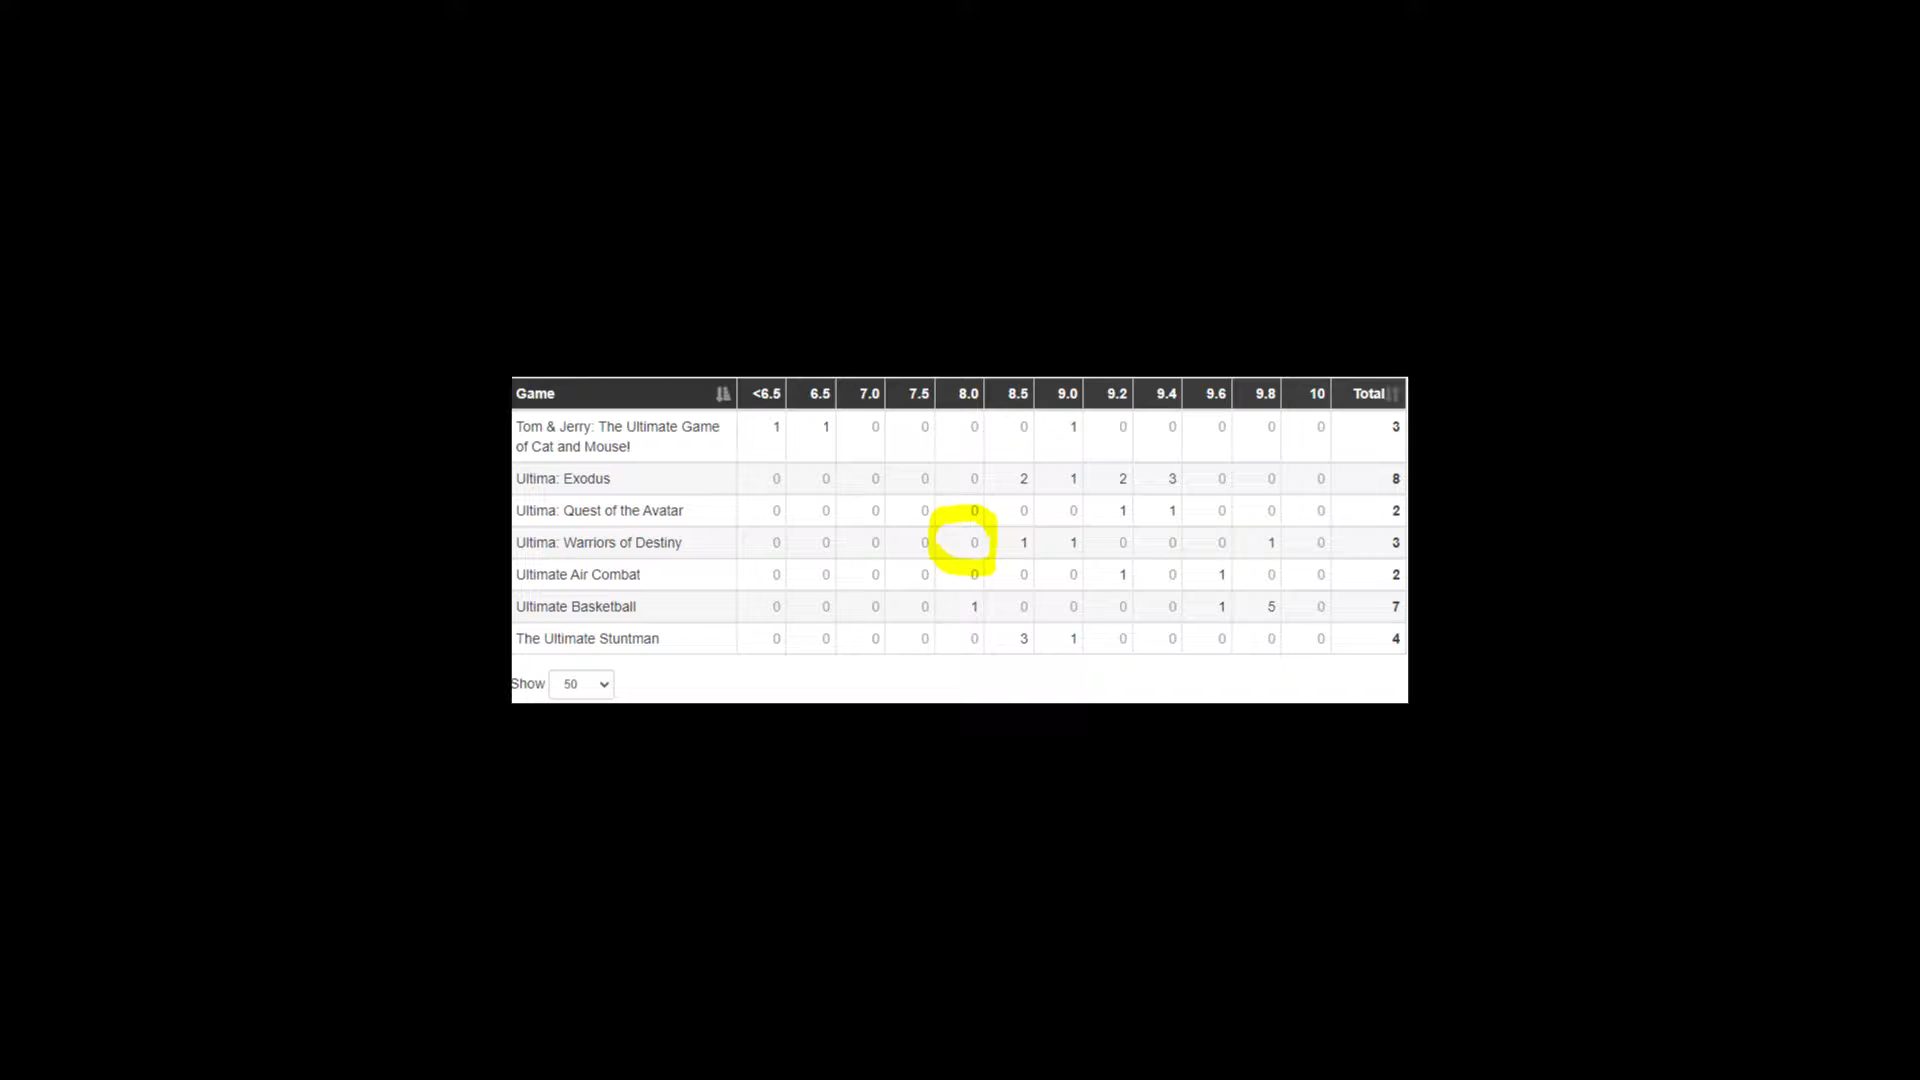 Game <6.5 6.5 7.0 7.5 8.0 8.5 9.0 9.2 9.4 9.6 9.8 10 Total
Tom & Jerry: The Ultimate Game 1 1 0 0 0 0 1 0 0 0 0 0 3
of Cat and Mouse!
Ultima: Exodus 0 0 0 0 0 2 1 2 3 0 0 0 8
Ultima: Quest of the Avatar 0 0 0 0 0 0 0 1 1 0 0 0 2
Ultima: Warriors of Destiny 0 0 0 0 0 1 1 0 0 0 1 0 3
Ultimate Air Combat 0 0 0 0 0 0 0 1 0 1 0 0 2
Ultimate Basketball 0 0 0 0 1 0 0 0 0 1 5 0 7
The Ultimate Stuntman 0 0 0 0 0 3 1 0 0 0 0 0 4
Show 50